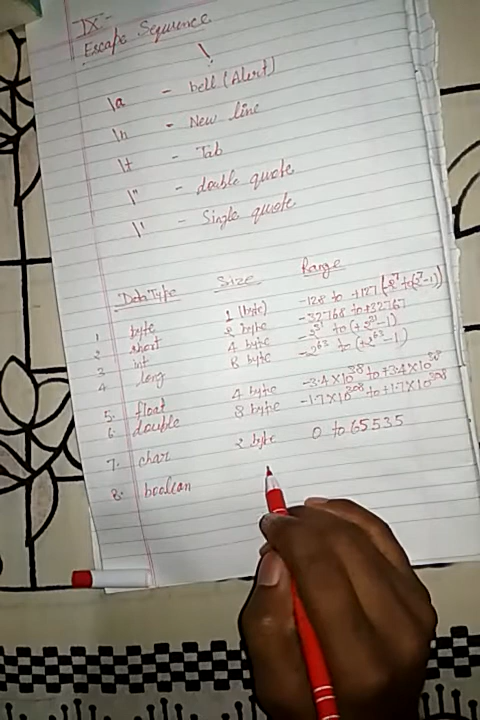 IX-
Escape Sequence
\a - bell (Alert)
\n - New line
\t - Tab
\" - double quote
\' - Single quote
Data Type Size Range
1 byte 1 (byte) -128 to +127 (-2^7 to (2^7-1))
2 short 2 byte -32768 to +32767
3 int 4 byte -2^31 to (+2^31-1)
4 long 8 byte -2^63 to (+2^63-1)
5. float 4 byte -3.4×10^38 to +3.4×10^38
6. double 8 byte -1.7×10^308 to +1.7×10^308
7. char 2 byte 0 to 65535
8. boolean